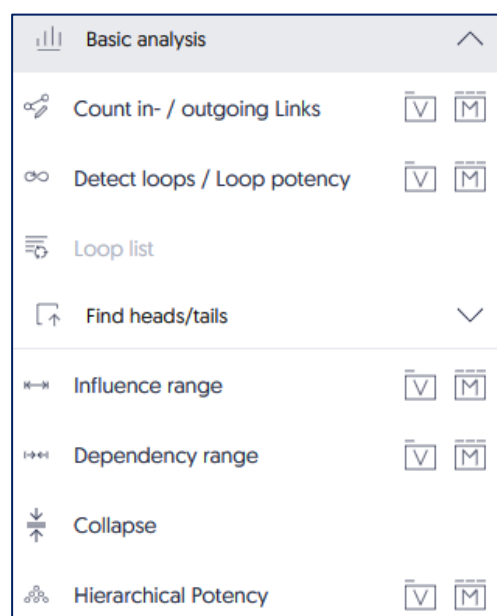 Basic analysis
Count in- / outgoing Links V M
Detect loops / Loop potency V M
Loop list
Find heads/tails
Influence range V M
Dependency range V M
Collapse
Hierarchical Potency V M